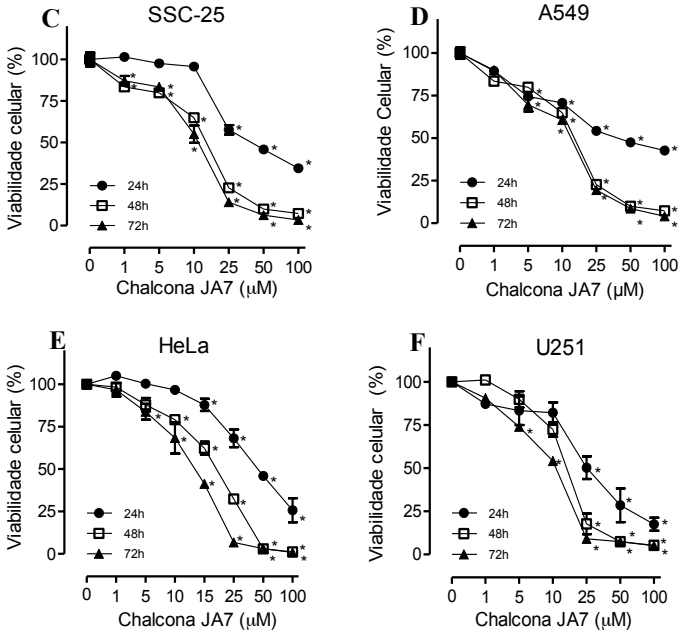 C
SSC-25
Viabilidade celular (%)
100
75
50
25
0
24h
48h
72h
0 1 5 10 25 50 100
Chalcona JA7 (μM)
D
A549
Viabilidade Celular (%)
100
75
50
25
0
24h
48h
72h
0 1 5 10 25 50 100
Chalcona JA7 (μM)
E
HeLa
Viabilidade celular (%)
100
75
50
25
0
24h
48h
72h
0 1 5 10 15 25 50 100
Chalcona JA7 (μM)
F
U251
Viabilidade celular (%)
100
75
50
25
0
24h
48h
72h
0 1 5 10 25 50 100
Chalcona JA7 (μM)